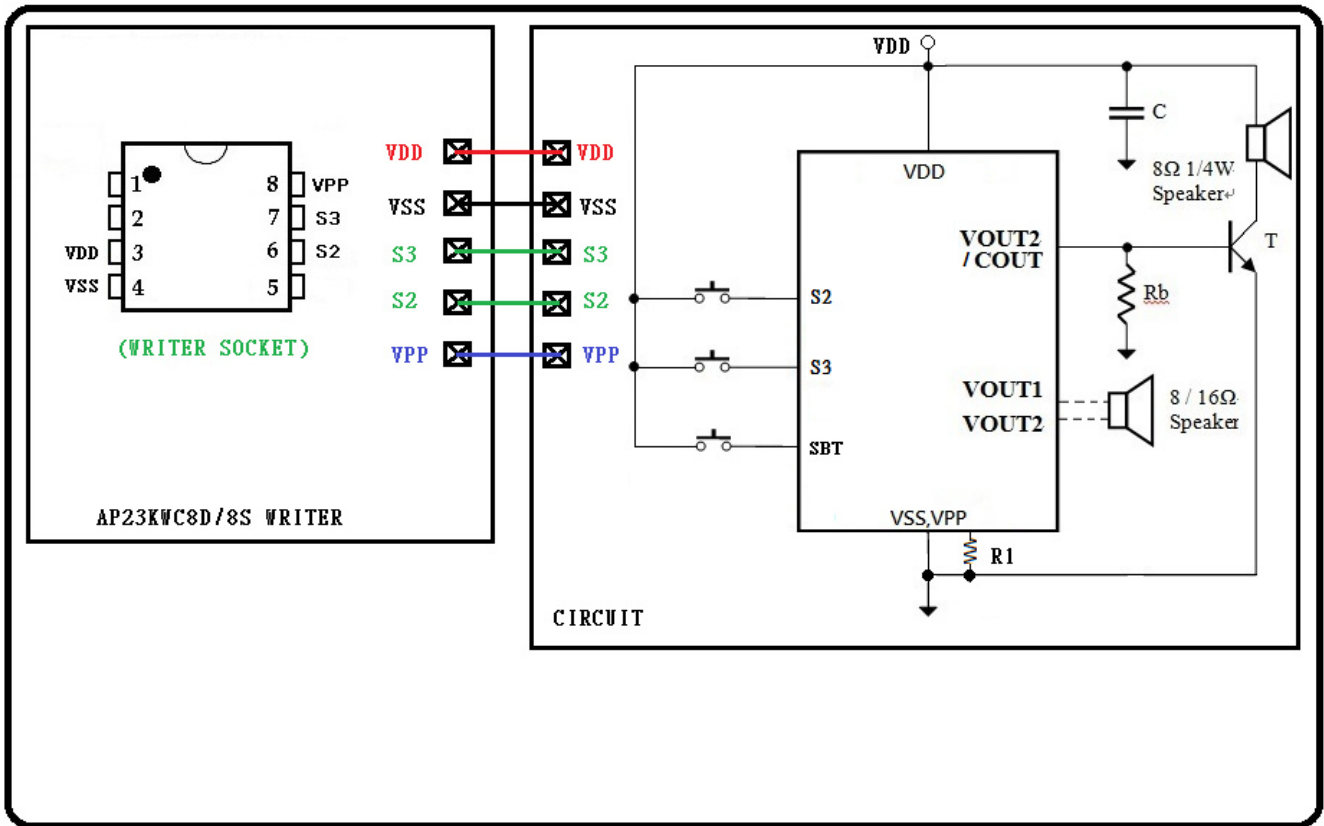 1
2
VDD 3
VSS 4
8 VPP
7 S3
6 S2
5
(WRITER SOCKET)
VDD
VSS
S3
S2
VPP
AP23KWC8D/8S WRITER
VDD
VSS
S3
S2
VPP
VDD
C
8Ω 1/4W
Speaker
T
VDD
VOUT2
/ COUT
Rb
S2
S3
SBT
VOUT1
VOUT2
8 / 16Ω
Speaker
VSS,VPP
R1
CIRCUIT